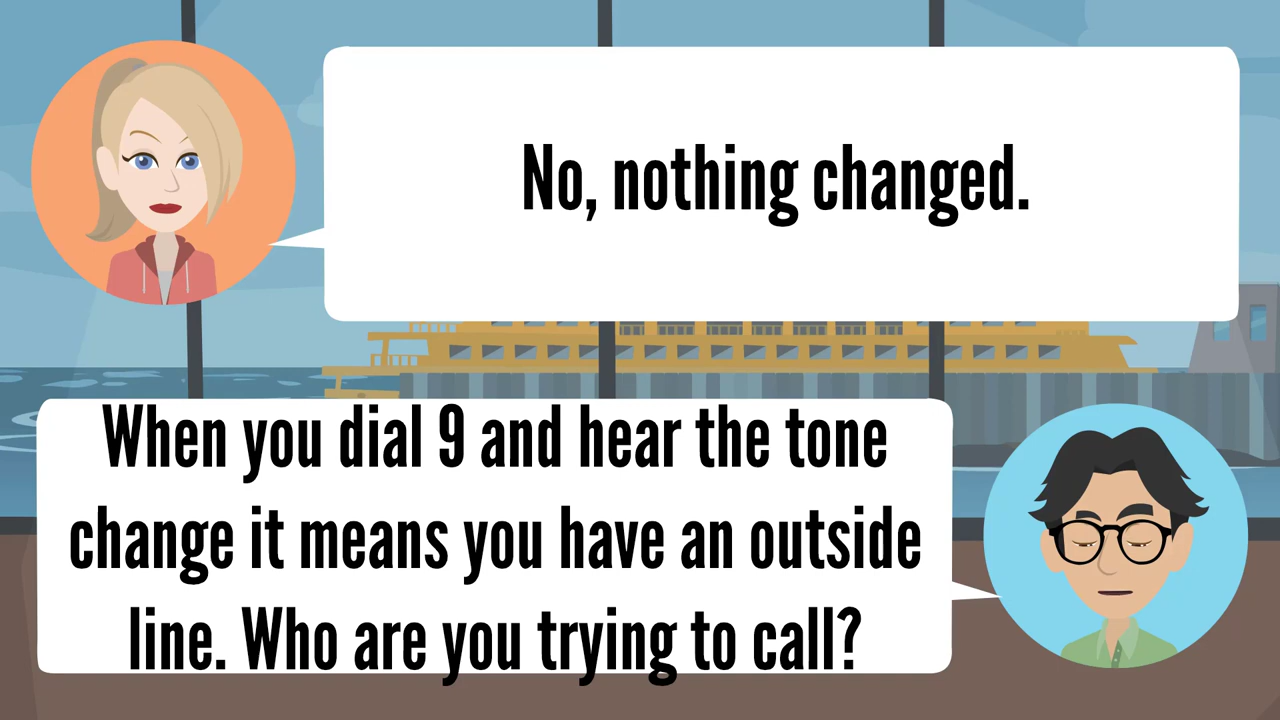 No, nothing changed.
When you dial 9 and hear the tone
change it means you have an outside
line. Who are you trying to call?